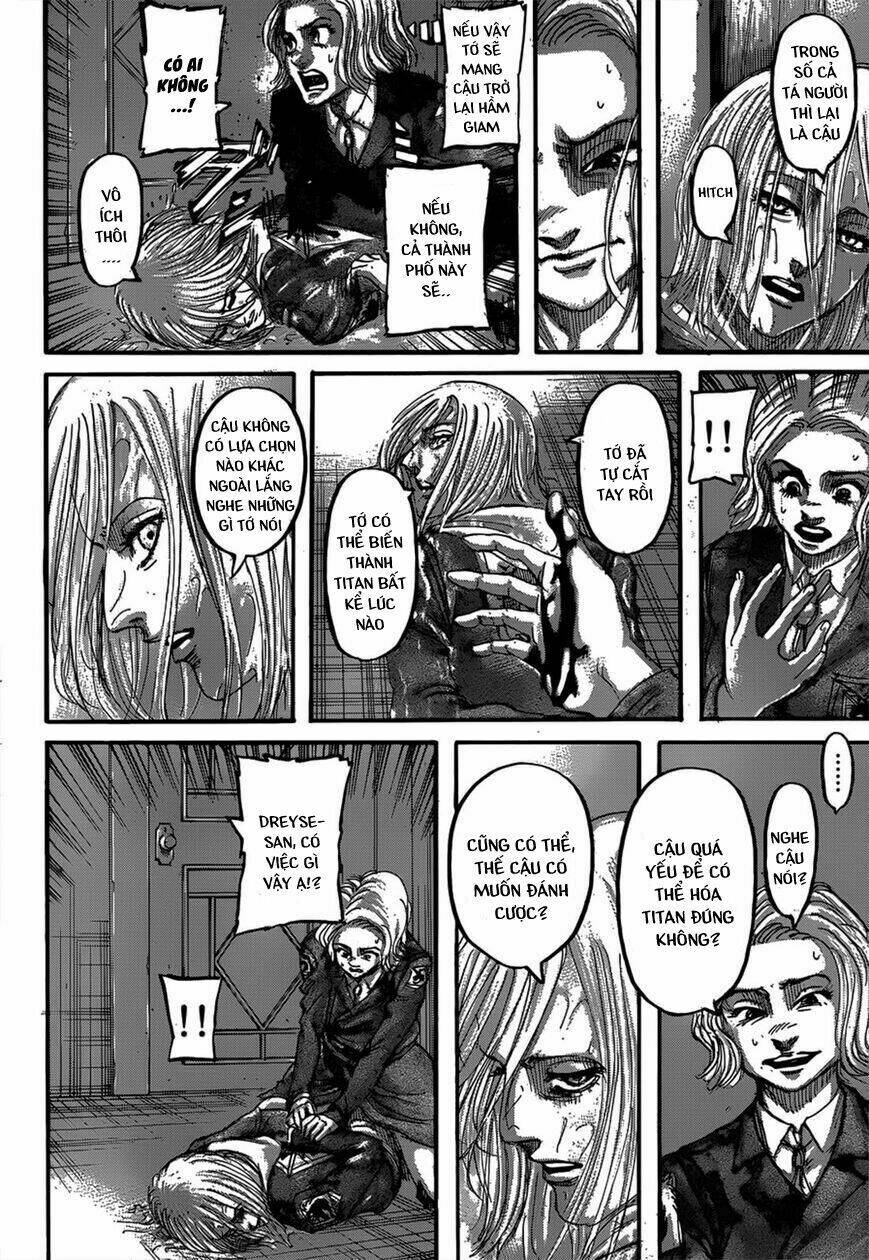 TRONG
SỐ CẢ
TÁ NGƯỜI
THÌ LẠI
LÀ CẬU
HITCH
NẾU VẬY
TỚ SẼ
MANG
CẬU TRỞ
LẠI HẦM
GIAM
CÓ AI
KHÔNG
...!
NẾU
KHÔNG,
CẢ THÀNH
PHỐ NÀY
SẼ..
VÔ
ÍCH
THÔI
....
!!
TỚ ĐÃ
TỰ CẮT
TAY RỒI
TỚ CÓ
THỂ BIẾN
THÀNH
TITAN BẤT
KỂ LÚC
NÀO
CẬU KHÔNG
CÓ LỰA CHỌN
NÀO KHÁC
NGOÀI LẮNG
NGHE NHỮNG
GÌ TỚ NÓI
.....
NGHE
CẬU
NÓI?
CẬU QUÁ
YẾU ĐỂ CÓ
THỂ HÓA
TITAN ĐÚNG
KHÔNG?
CŨNG CÓ THỂ,
THẾ CẬU CÓ
MUỐN ĐÁNH
CƯỢC?
DREYSE-
SAN, CÓ
VIỆC GÌ
VẬY Ạ!?
!!